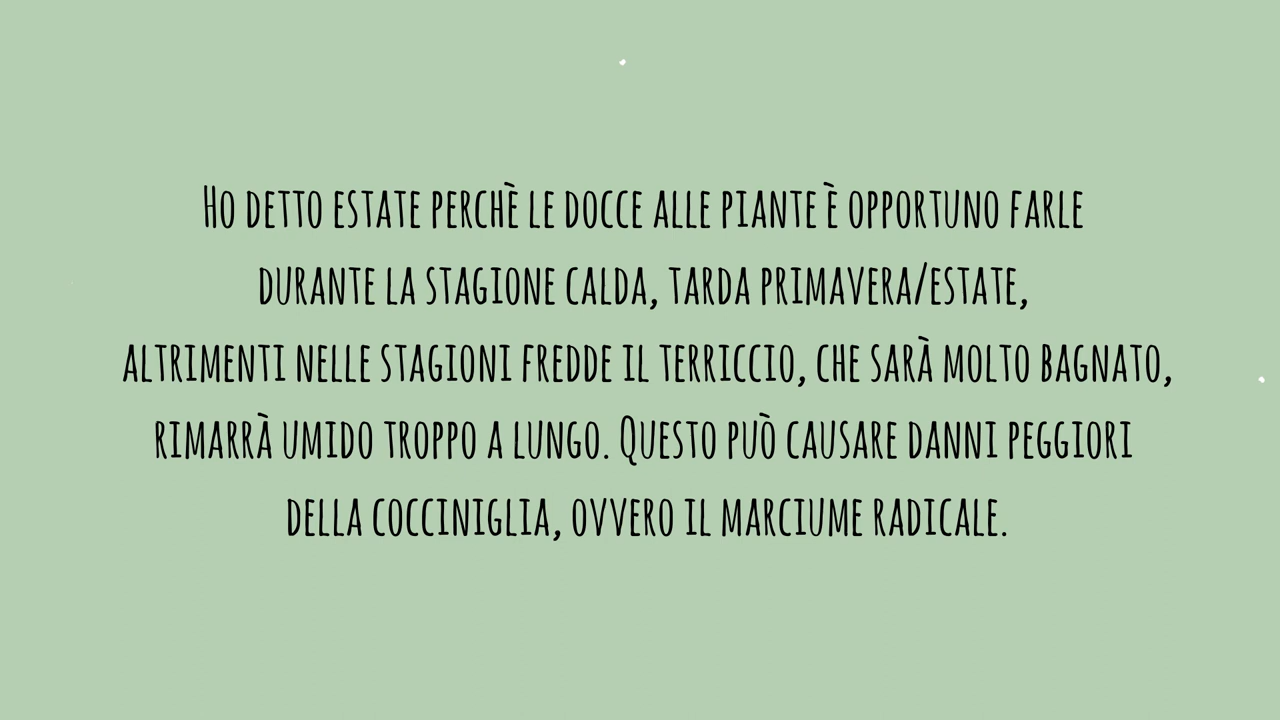 Ho detto estate perchè le docce alle piante è opportuno farle
durante la stagione calda, tarda primavera/estate,
altrimenti nelle stagioni fredde il terriccio, che sarà molto bagnato,
rimarrà umido troppo a lungo. Questo può causare danni peggiori
della cocciniglia, ovvero il marciume radicale.